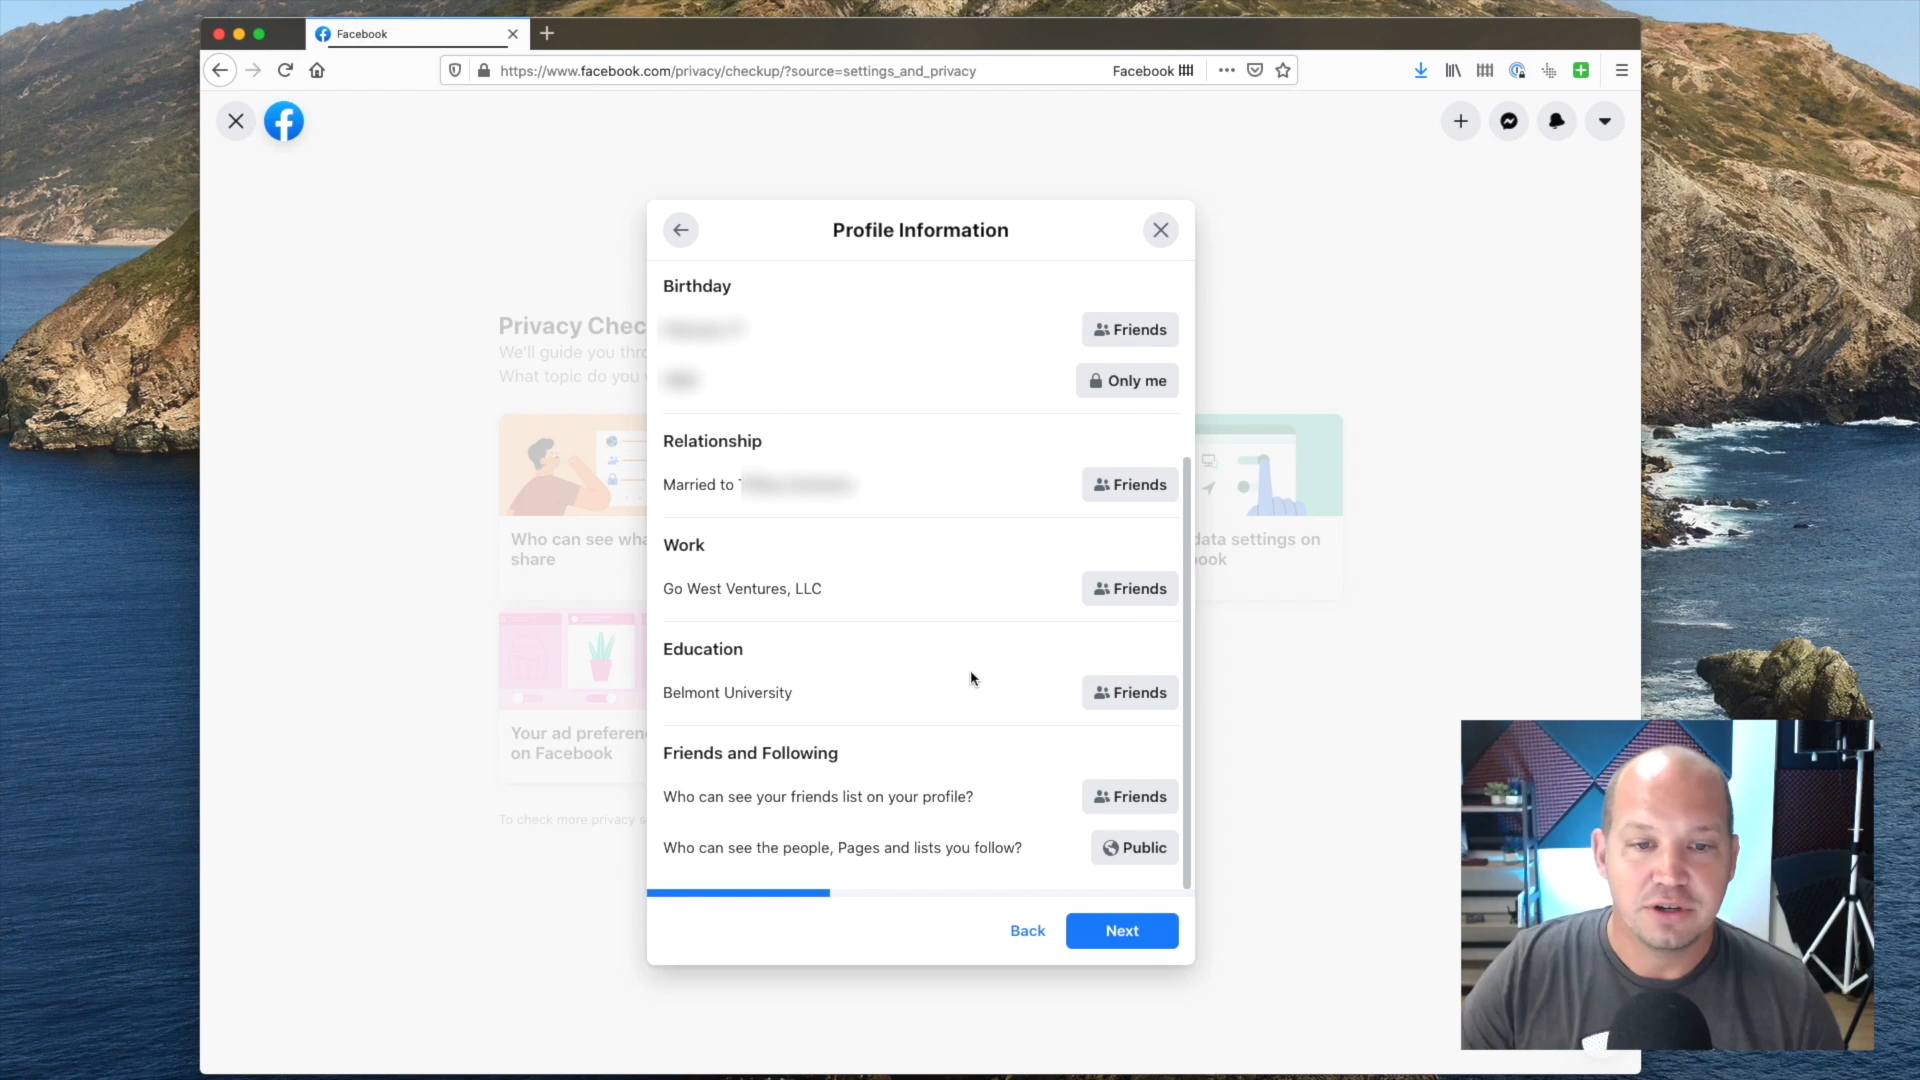 Facebook
https://www.facebook.com/privacy/checkup/?source=settings_and_privacy
Facebook
Privacy Chec
We'll guide you thr
What topic do you
Who can see wha
share
data settings on
ook
Your ad preferen
on Facebook
To check more privacy s
Profile Information
Birthday
Friends
Only me
Relationship
Married to
Friends
Work
Go West Ventures, LLC
Friends
Education
Belmont University
Friends
Friends and Following
Who can see your friends list on your profile?
Friends
Who can see the people, Pages and lists you follow?
Public
Back
Next